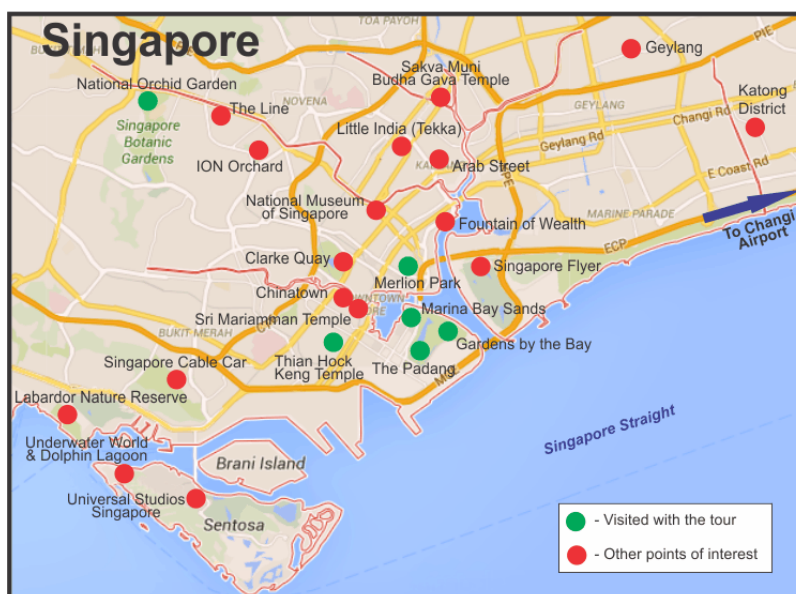 Singapore
TOA PAYOH
PIE
BUKIT TIMAH
Geylang
Sakya Muni
Budha Gava Temple
National Orchid Garden
NOVENA
GEYLANG
Katong
District
The Line
Changi Rd
Singapore
Botanic
Gardens
Little India (Tekka)
Geylang Rd
ION Orchard
Arab Street
E Coast Rd
PE
National Museum
of Singapore
MARINE PARADE
Fountain of Wealth
To Changi
Airport
ECP
Clarke Quay
Merlion Park
Singapore Flyer
Chinatown
Marina Bay Sands
Sri Mariamman Temple
BUKIT MERAH
Gardens by the Bay
Thian Hock
Keng Temple
The Padang
Singapore Cable Car
Labardor Nature Reserve
Singapore Straight
Underwater World
& Dolphin Lagoon
Brani Island
Universal Studios
Singapore
Sentosa
- Visited with the tour
- Other points of interest